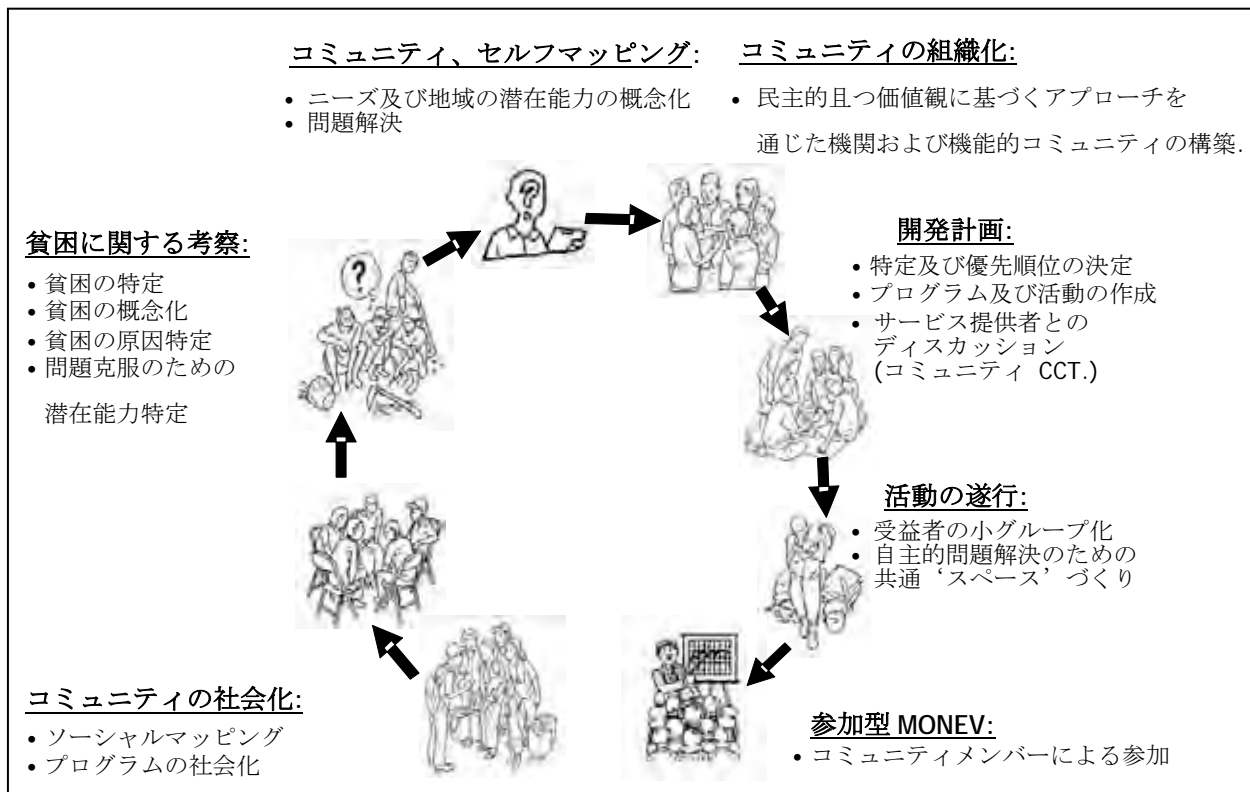 コミュニティ、セルフマッピング:
• ニーズ及び地域の潜在能力の概念化
• 問題解決
コミュニティの組織化:
• 民主的且つ価値観に基づくアプローチを
通じた機関および機能的コミュニティの構築.
貧困に関する考察:
• 貧困の特定
• 貧困の概念化
• 貧困の原因特定
• 問題克服のための
潜在能力特定
?
?
開発計画:
• 特定及び優先順位の決定
• プログラム及び活動の作成
• サービス提供者との
ディスカッション
(コミュニティ CCT.)
活動の遂行:
• 受益者の小グループ化
• 自主的問題解決のための
共通‘スペース’づくり
コミュニティの社会化:
• ソーシャルマッピング
• プログラムの社会化
参加型 MONEV:
• コミュニティメンバーによる参加